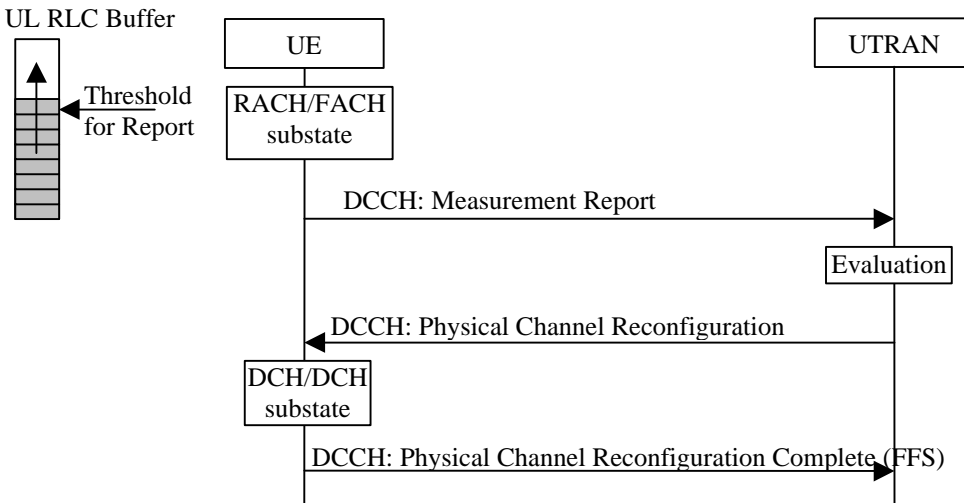 UL RLC Buffer
UE
UTRAN
Threshold
for Report
RACH/FACH
substate
DCCH: Measurement Report
Evaluation
DCCH: Physical Channel Reconfiguration
DCH/DCH
substate
DCCH: Physical Channel Reconfiguration Complete (FFS)